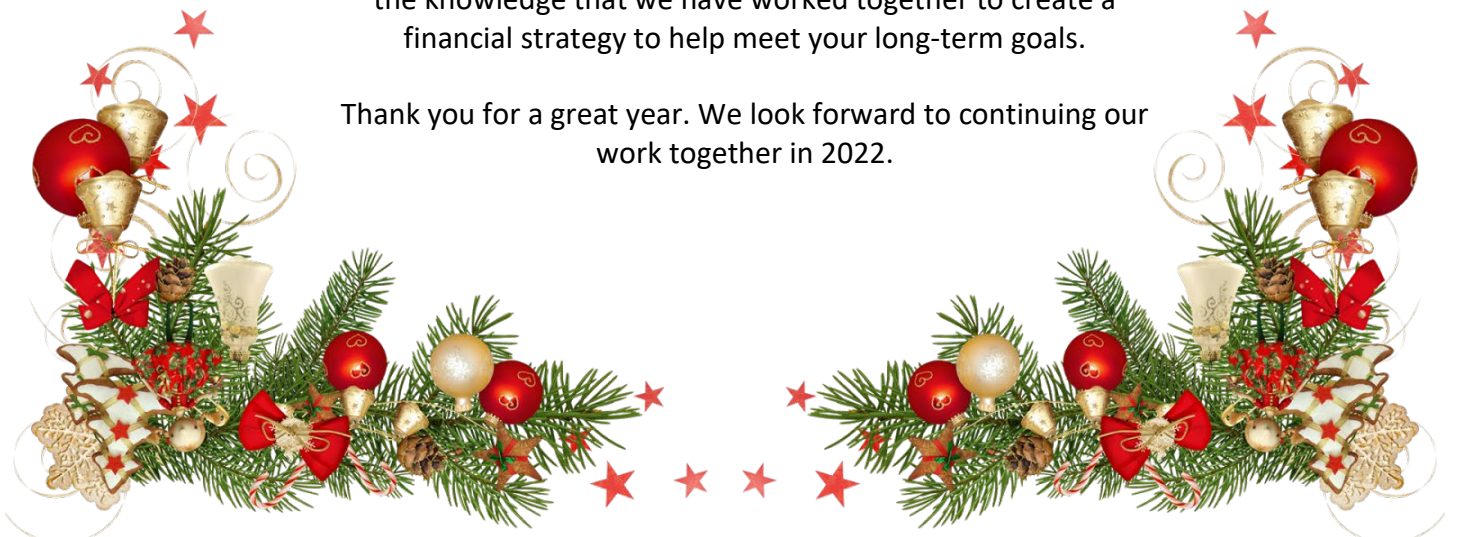 the knowledge that we have worked together to create a
financial strategy to help meet your long-term goals.
Thank you for a great year. We look forward to continuing our
work together in 2022.